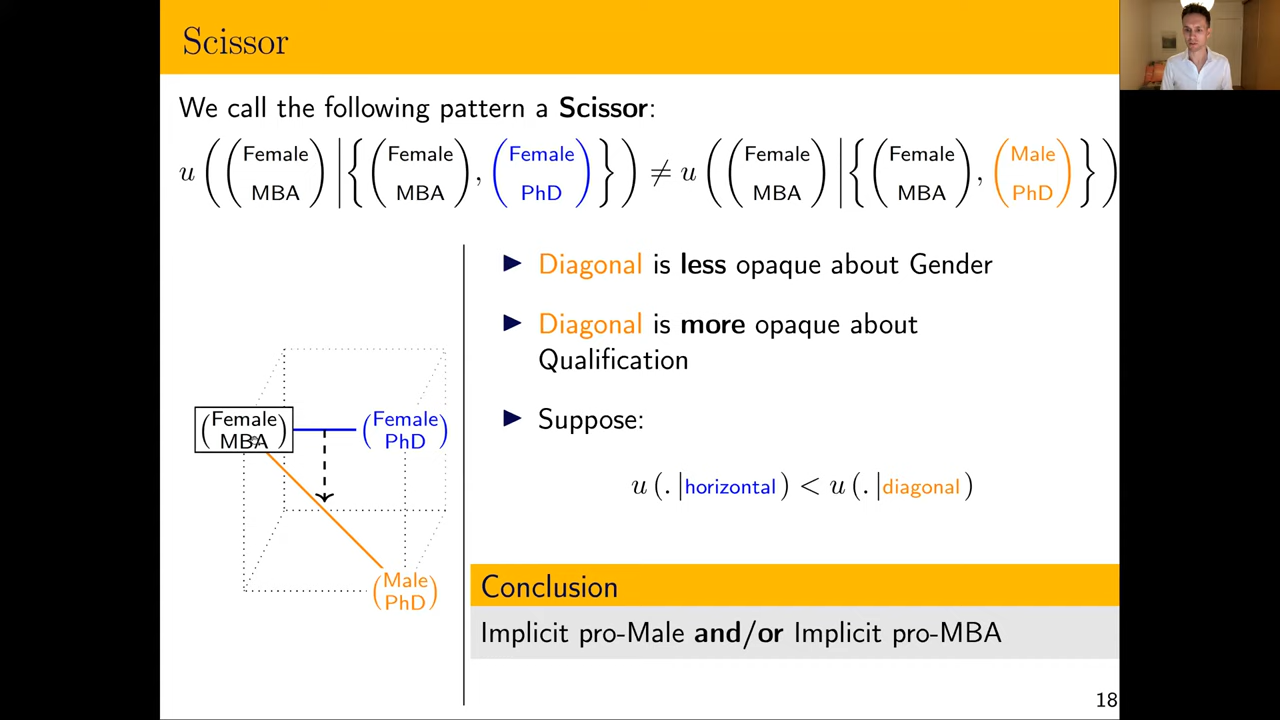 Scissor
We call the following pattern a Scissor:
u ((Female MBA) | {(Female MBA), (Female PhD)}) ≠ u ((Female MBA) | {(Female MBA), (Male PhD)})
▶ Diagonal is less opaque about Gender
▶ Diagonal is more opaque about
Qualification
▶ Suppose:
u (. |horizontal) < u (. |diagonal)
(Female
MBA)
(Female
PhD)
(Male
PhD)
Conclusion
Implicit pro-Male and/or Implicit pro-MBA
18